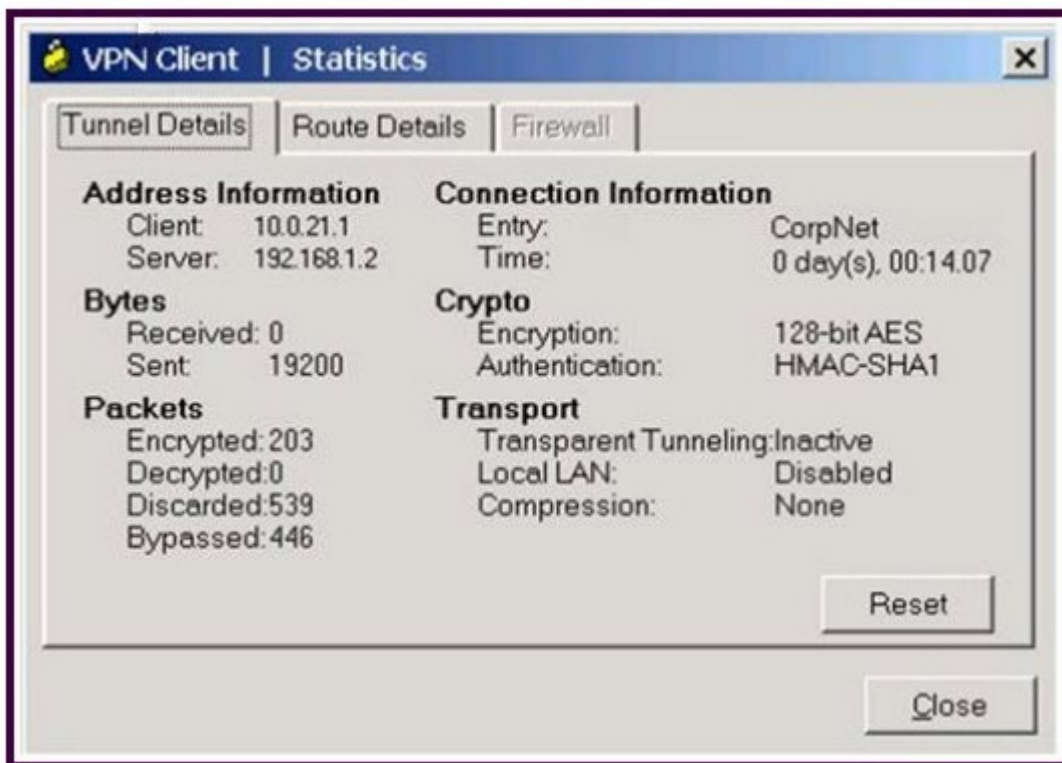 VPN Client | Statistics
Tunnel Details Route Details Firewall
Address Information
Client: 10.0.21.1
Server: 192.168.1.2
Bytes
Received: 0
Sent: 19200
Packets
Encrypted: 203
Decrypted: 0
Discarded: 539
Bypassed: 446
Connection Information
Entry: CorpNet
Time: 0 day(s), 00:14.07
Crypto
Encryption: 128-bit AES
Authentication: HMAC-SHA1
Transport
Transparent Tunneling: Inactive
Local LAN: Disabled
Compression: None
Reset
Close